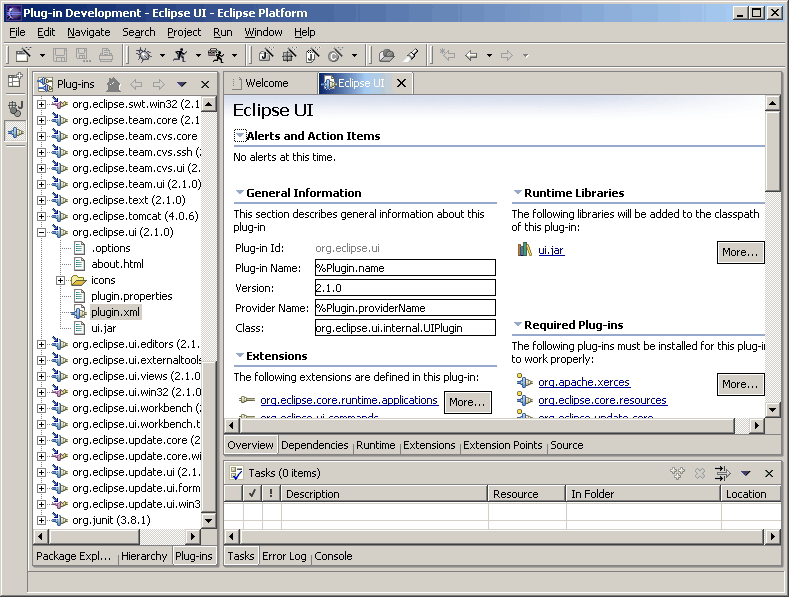 Plug-in Development - Eclipse UI - Eclipse Platform
File Edit Navigate Search Project Run Window Help
Plug-ins
org.eclipse.swt.win32 (2.1
org.eclipse.team.core (2.1
org.eclipse.team.cvs.core
org.eclipse.team.cvs.ssh (
org.eclipse.team.cvs.ui (2.
org.eclipse.team.ui (2.1.0)
org.eclipse.text (2.1.0)
org.eclipse.tomcat (4.0.6)
org.eclipse.ui (2.1.0)
.options
about.html
icons
plugin.properties
plugin.xml
ui.jar
org.eclipse.ui.editors (2.1.
org.eclipse.ui.externaltools
org.eclipse.ui.views (2.1.0
org.eclipse.ui.win32 (2.1.0
org.eclipse.ui.workbench (
org.eclipse.ui.workbench.t
org.eclipse.update.core (2
org.eclipse.update.core.wi
org.eclipse.update.ui (2.1
org.eclipse.update.ui.form
org.eclipse.update.ui.win3
org.junit (3.8.1)
Package Expl... Hierarchy Plug-ins
Welcome Eclipse UI
Eclipse UI
Alerts and Action Items
No alerts at this time.
General Information
This section describes general information about this
plug-in
Plug-in Id: org.eclipse.ui
Plug-in Name: %Plugin.name
Version: 2.1.0
Provider Name: %Plugin.providerName
Class: org.eclipse.ui.internal.UIPlugin
Extensions
The following extensions are defined in this plug-in:
org.eclipse.core.runtime.applications More...
org.eclipse.ui.commands
Runtime Libraries
The following libraries will be added to the classpath
of this plug-in:
ui.jar More...
Required Plug-ins
The following plug-ins must be installed for this plug-in
to work properly:
org.apache.xerces More...
org.eclipse.core.resources
org.eclipse.update.core
Overview Dependencies Runtime Extensions Extension Points Source
Tasks (0 items)
✓ ! Description Resource In Folder Location
Tasks Error Log Console